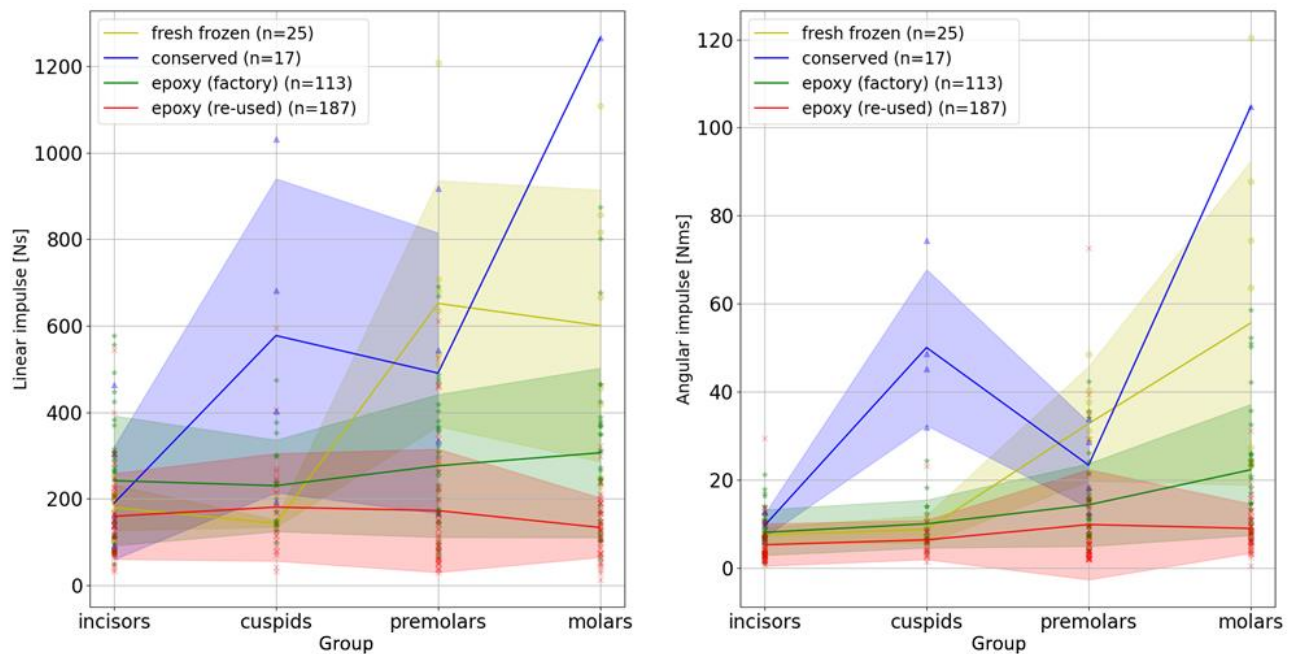 fresh frozen (n=25)
conserved (n=17)
epoxy (factory) (n=113)
epoxy (re-used) (n=187)
Linear impulse [Ns]
1200
1000
800
600
400
200
0
incisors cuspids premolars molars
Group
fresh frozen (n=25)
conserved (n=17)
epoxy (factory) (n=113)
epoxy (re-used) (n=187)
Angular impulse [Nms]
120
100
80
60
40
20
0
incisors cuspids premolars molars
Group